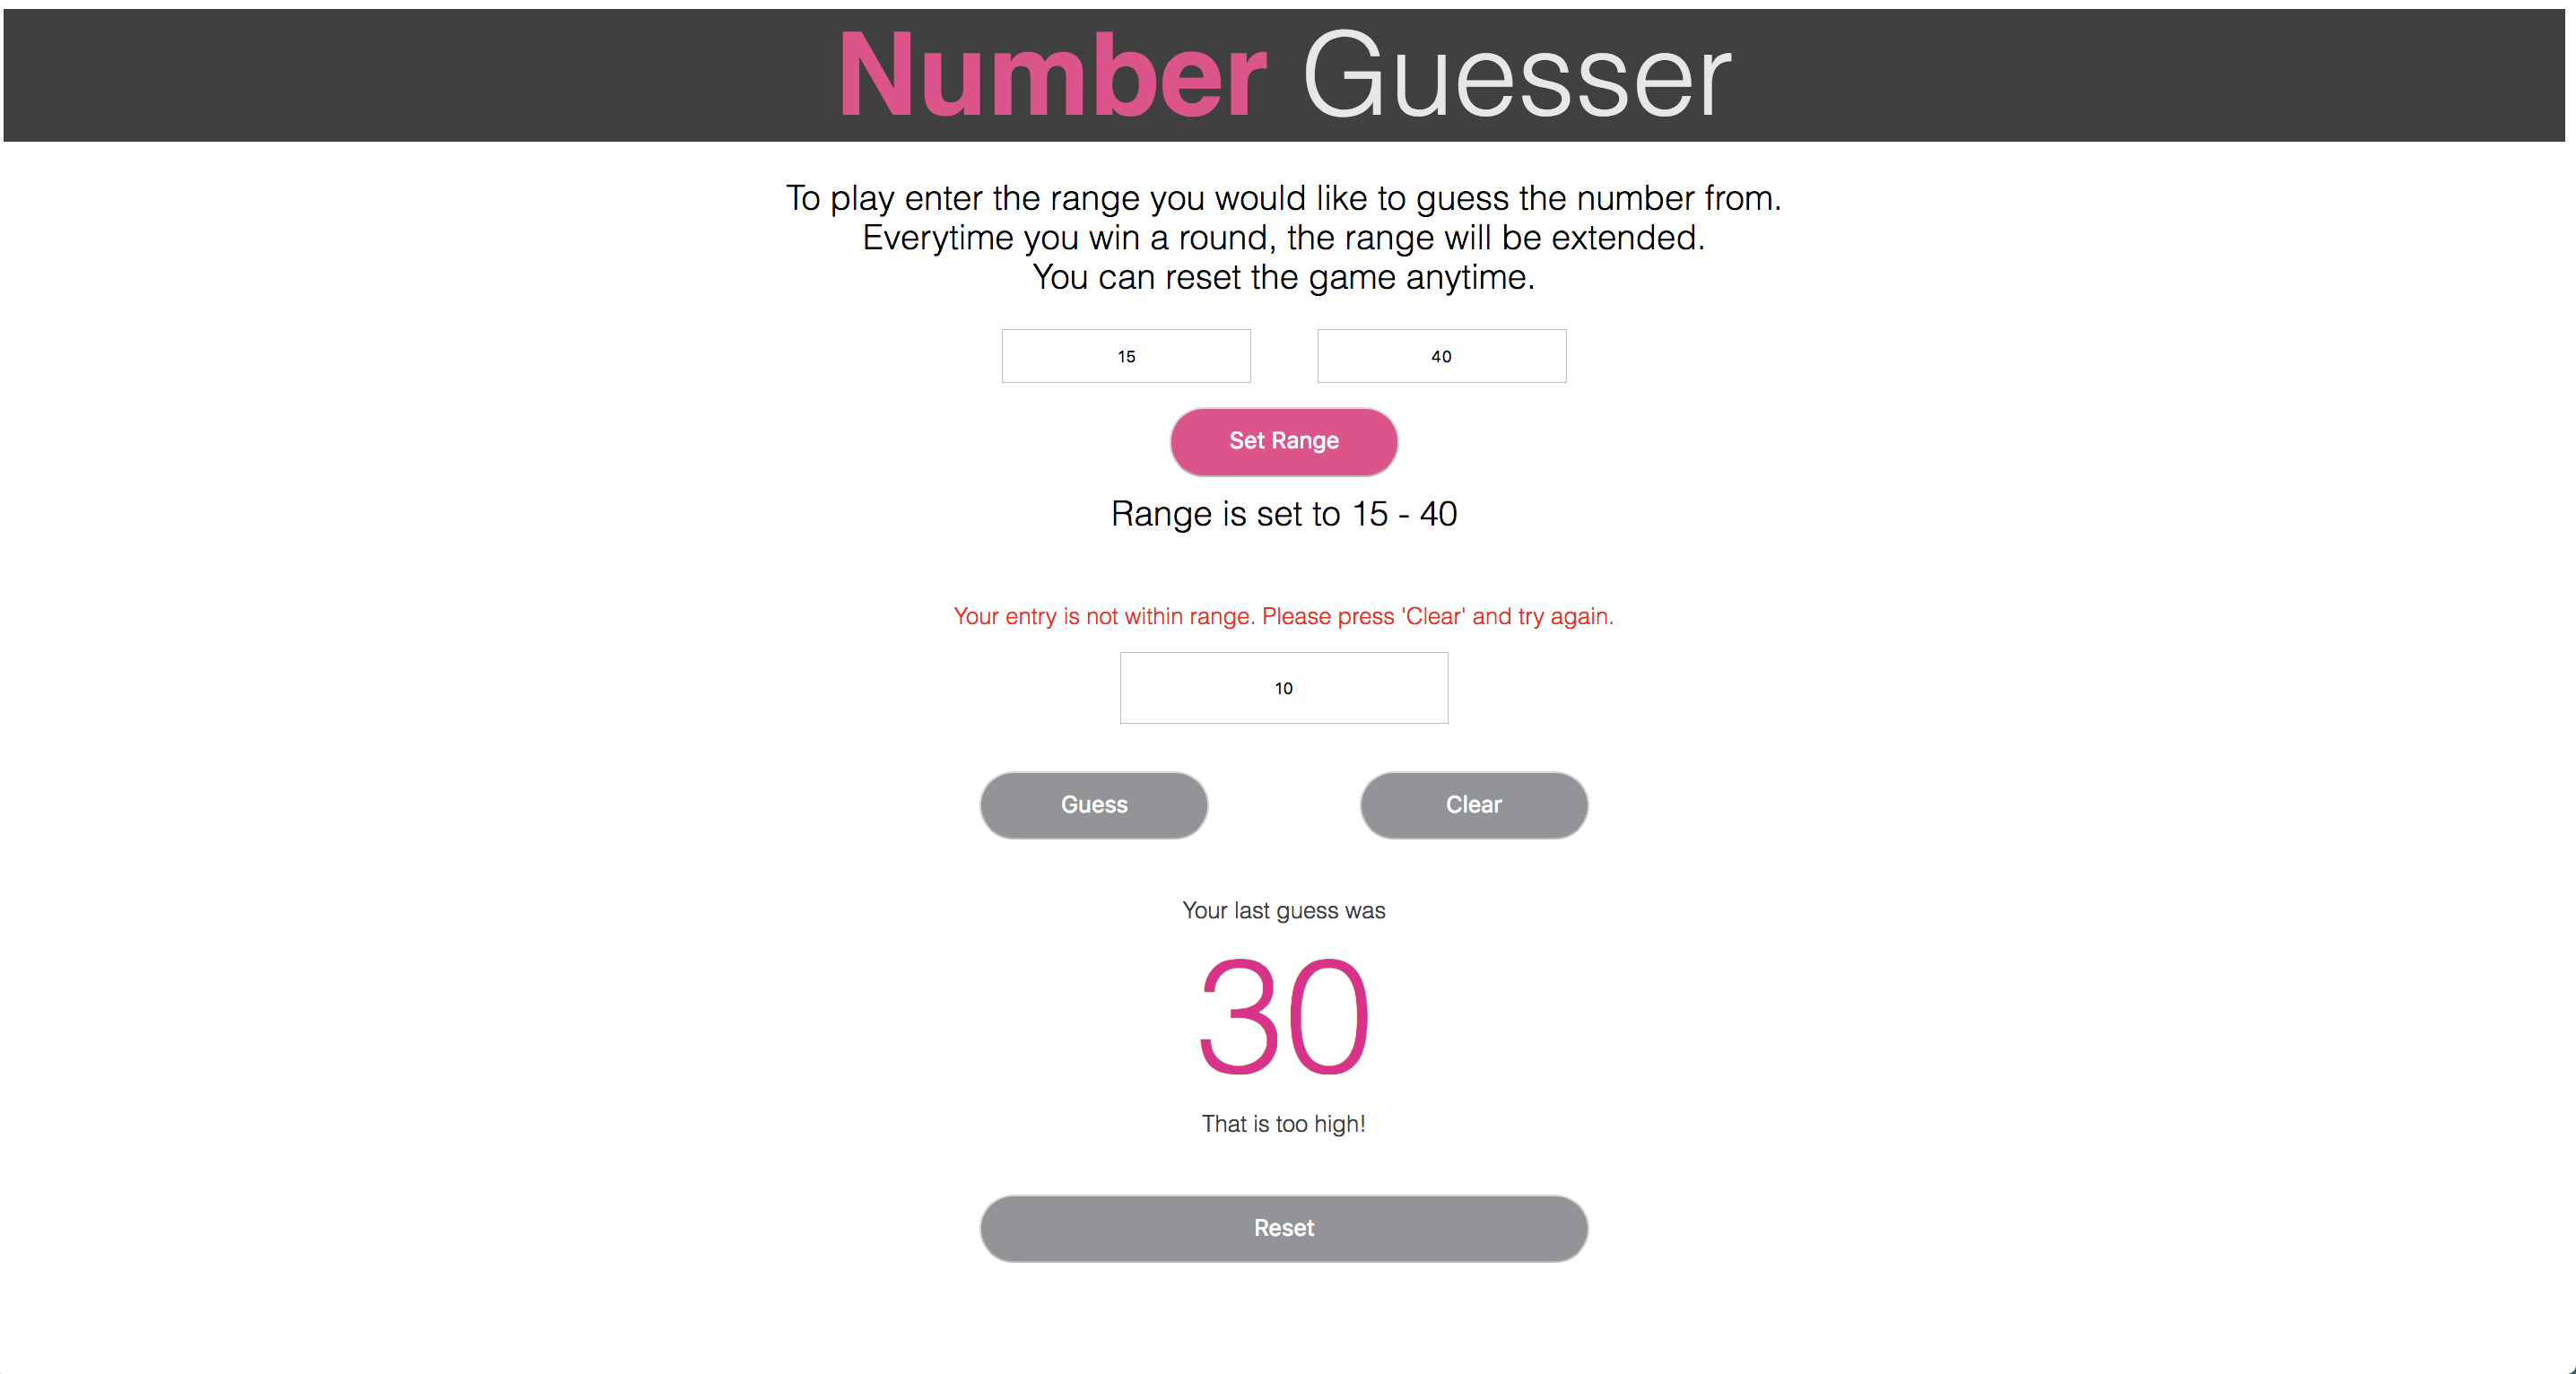 Number Guesser
To play enter the range you would like to guess the number from.
Everytime you win a round, the range will be extended.
You can reset the game anytime.
15 40
Set Range
Range is set to 15 - 40
Your entry is not within range. Please press 'Clear' and try again.
10
Guess Clear
Your last guess was
30
That is too high!
Reset